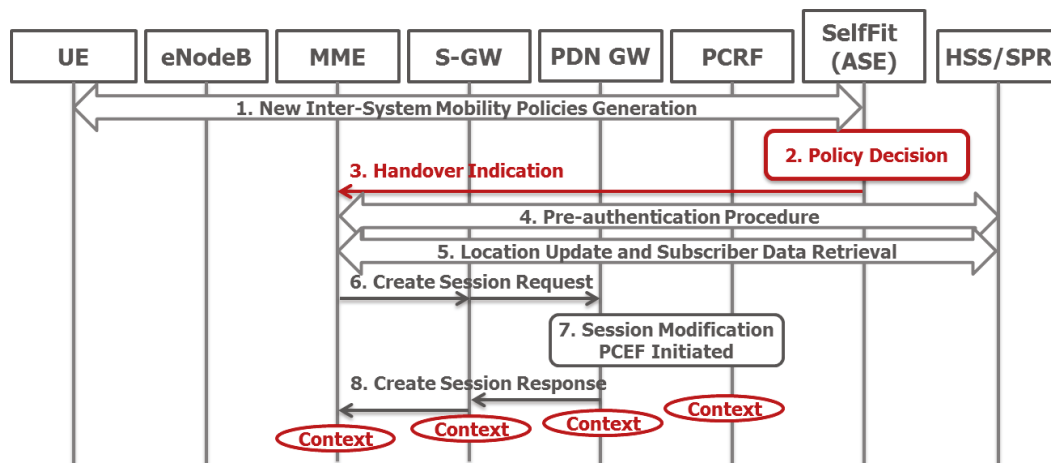 UE
eNodeB
MME
S-GW
PDN GW
PCRF
SelfFit
(ASE)
HSS/SPR
1. New Inter-System Mobility Policies Generation
2. Policy Decision
3. Handover Indication
4. Pre-authentication Procedure
5. Location Update and Subscriber Data Retrieval
6. Create Session Request
7. Session Modification
PCEF Initiated
8. Create Session Response
Context
Context
Context
Context